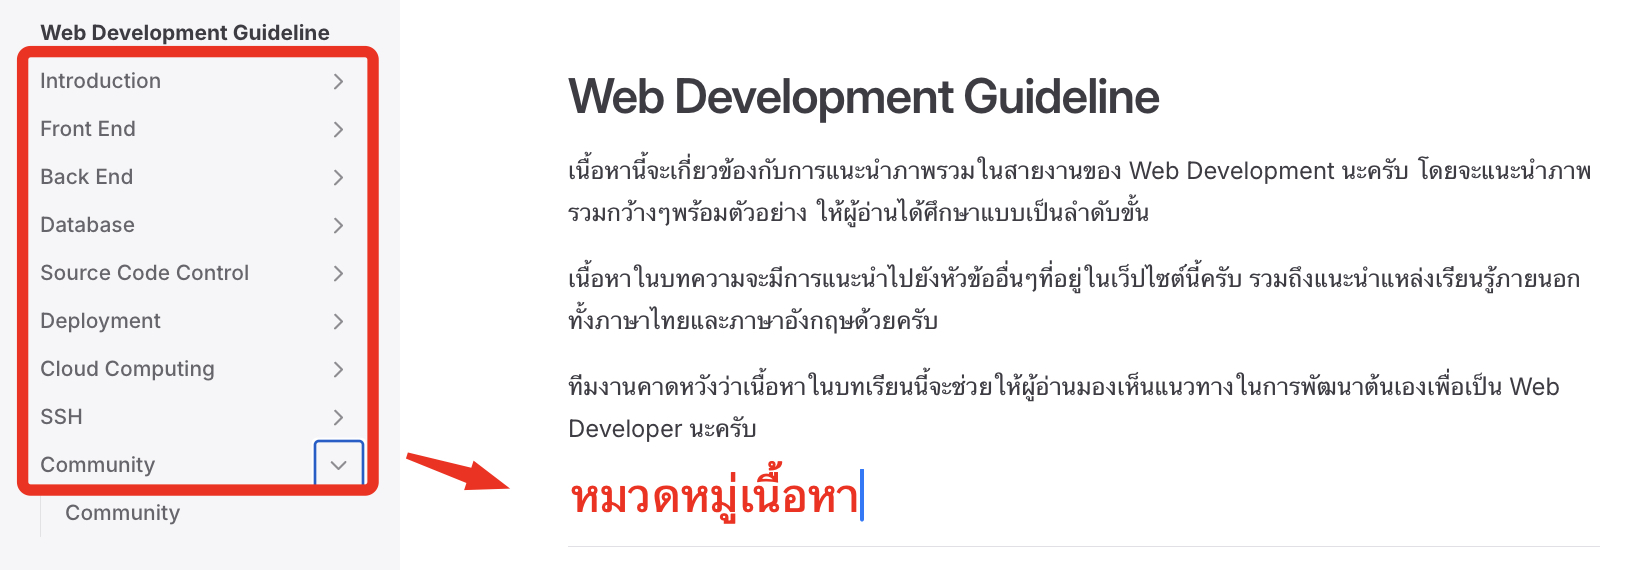 Web Development Guideline
Introduction
Front End
Back End
Database
Source Code Control
Deployment
Cloud Computing
SSH
Community
Community
Web Development Guideline
เนื้อหานี้จะเกี่ยวข้องกับการแนะนำภาพรวมในสายงานของ Web Development นะครับ โดยจะแนะนำภาพ
รวมกว้างๆพร้อมตัวอย่าง ให้ผู้อ่านได้ศึกษาแบบเป็นลำดับขั้น
เนื้อหาในบทความจะมีการแนะนำไปยังหัวข้ออื่นๆที่อยู่ในเว็ปไซต์นี้ครับ รวมถึงแนะนำแหล่งเรียนรู้ภายนอก
ทั้งภาษาไทยและภาษาอังกฤษด้วยครับ
ทีมงานคาดหวังว่าเนื้อหาในบทเรียนนี้จะช่วยให้ผู้อ่านมองเห็นแนวทางในการพัฒนาต้นเองเพื่อเป็น Web
Developer นะครับ
หมวดหมู่เนื้อหา